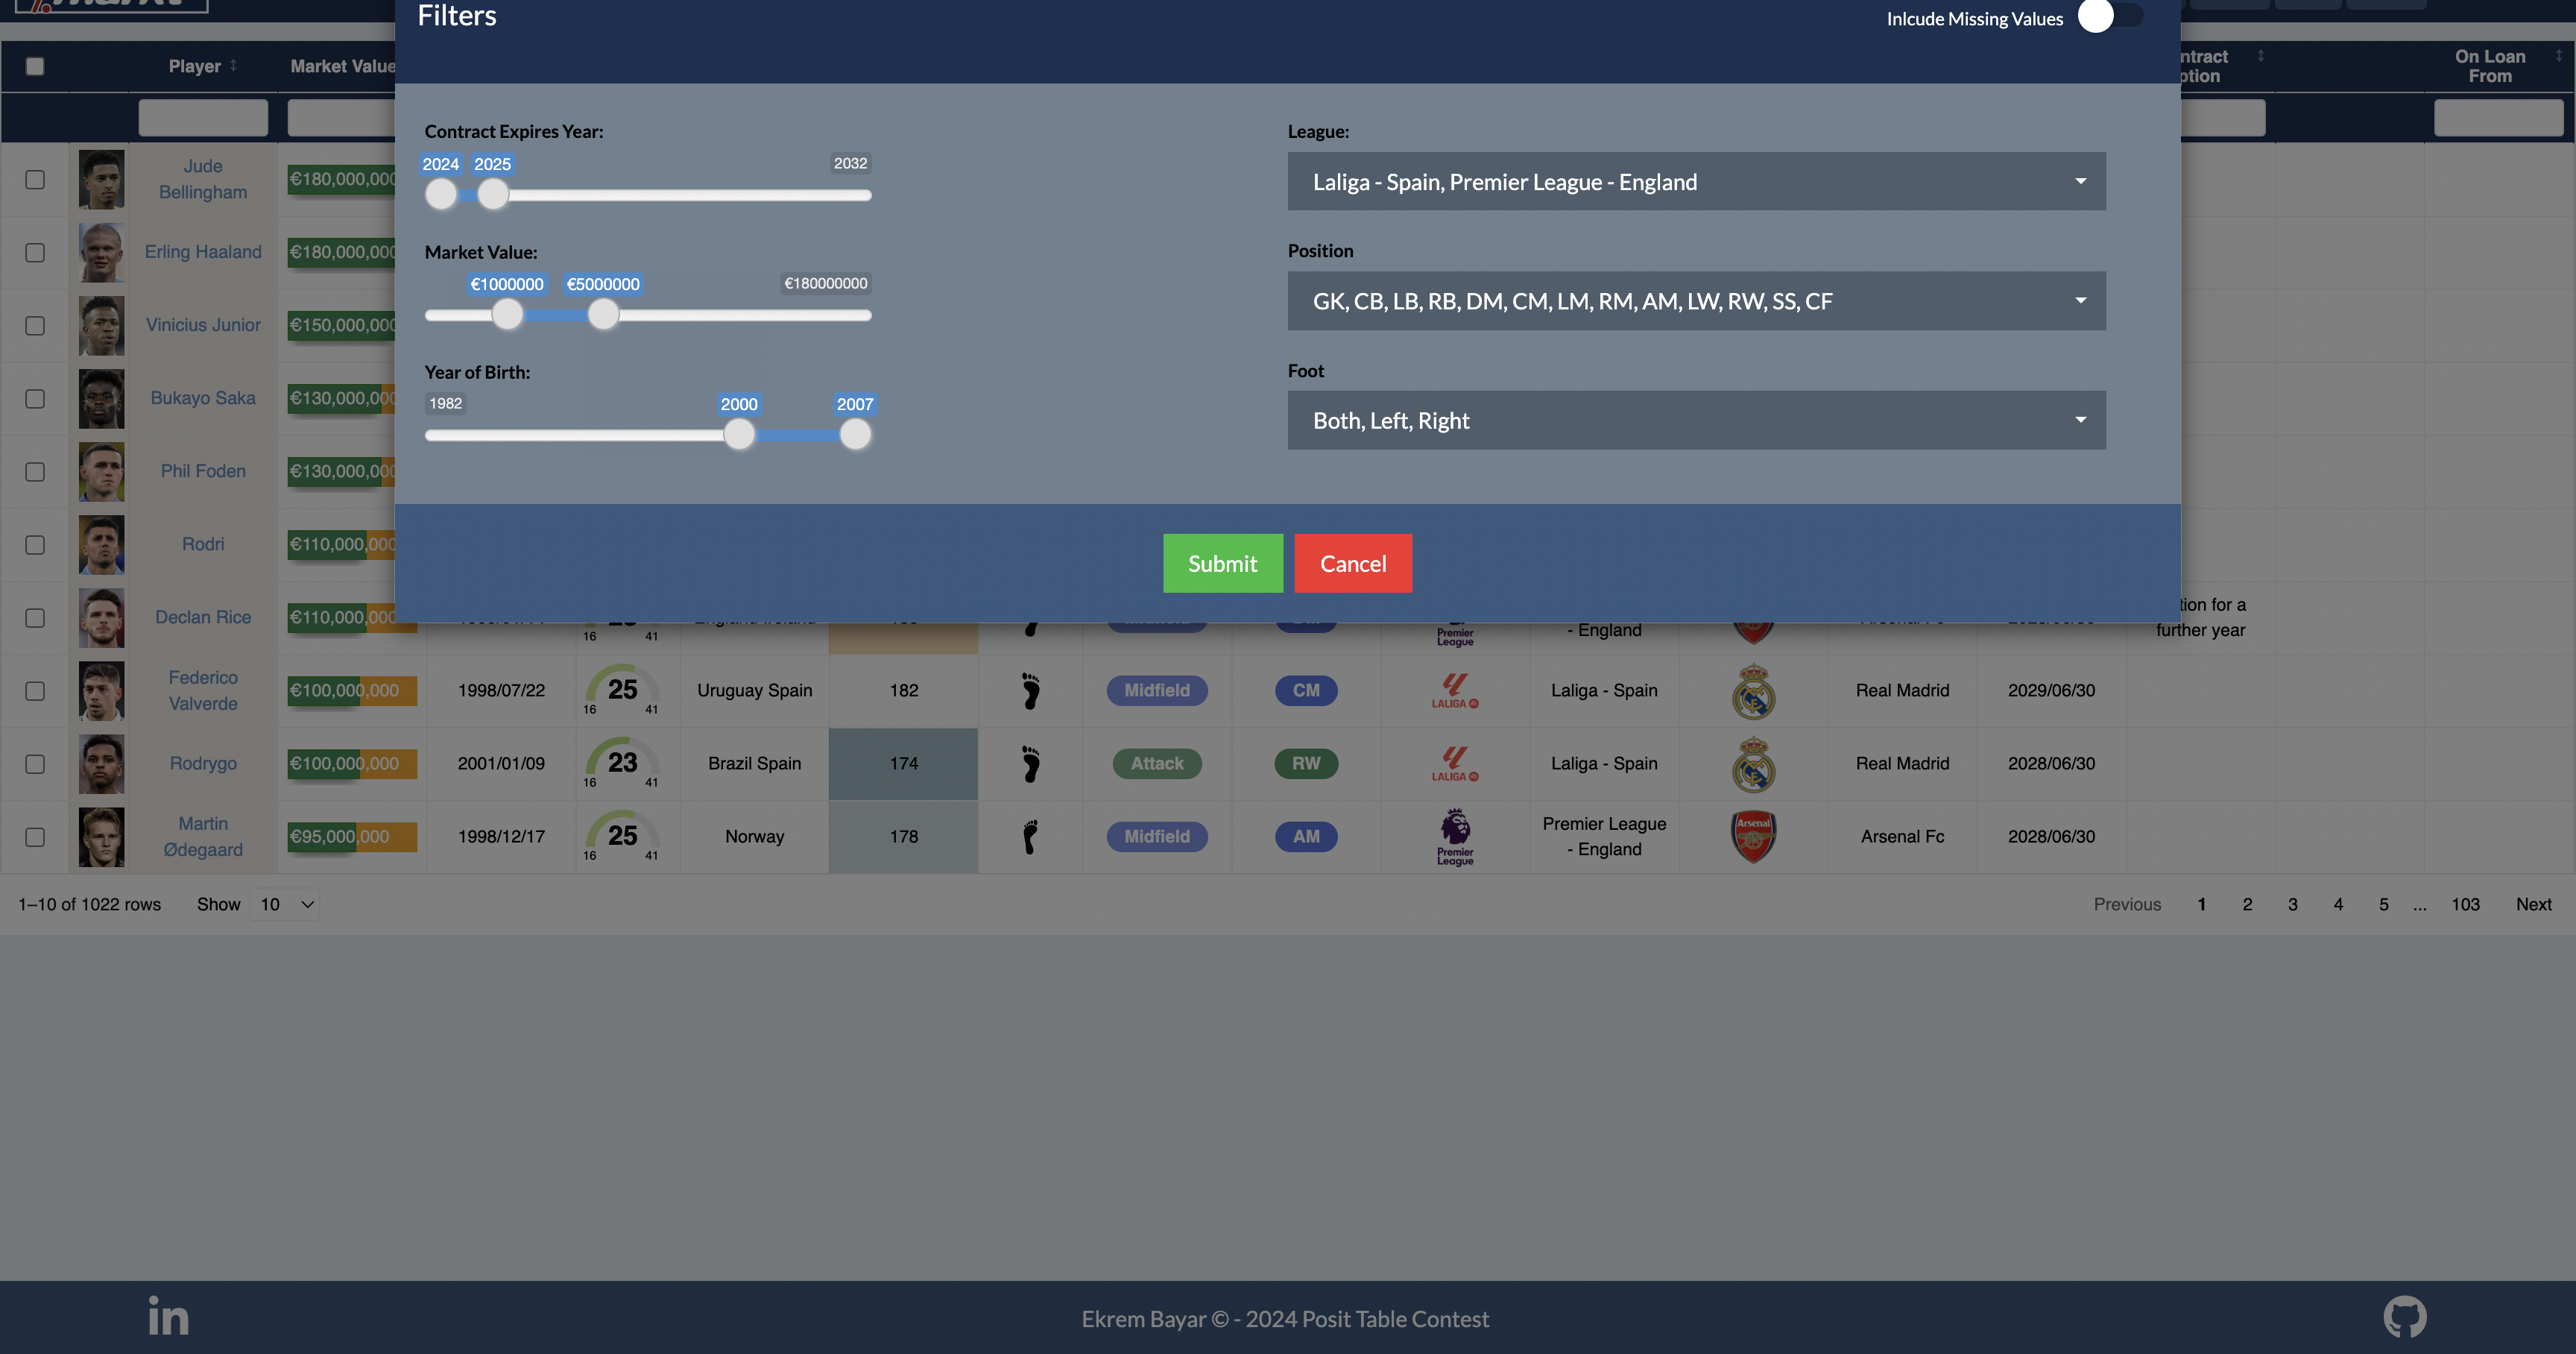 Filters
Inlcude Missing Values
Player
Market Value
ntract
ption
On Loan
From
Contract Expires Year:
2024 2025 2032
Market Value:
€1000000 €5000000 €180000000
Year of Birth:
1982 2000 2007
League:
Laliga - Spain, Premier League - England
Position
GK, CB, LB, RB, DM, CM, LM, RM, AM, LW, RW, SS, CF
Foot
Both, Left, Right
Submit Cancel
Jude
Bellingham
€180,000,000
Erling Haaland
€180,000,000
Vinicius Junior
€150,000,000
Bukayo Saka
€130,000,000
Phil Foden
€130,000,000
Rodri
€110,000,000
Declan Rice
€110,000,000
16 41
Premier
League
- England
tion for a
further year
Federico
Valverde
€100,000,000
1998/07/22
25
16 41
Uruguay Spain
182
Midfield
CM
LALIGA
Laliga - Spain
Real Madrid
2029/06/30
Rodrygo
€100,000,000
2001/01/09
23
16 41
Brazil Spain
174
Attack
RW
LALIGA
Laliga - Spain
Real Madrid
2028/06/30
Martin
Ødegaard
€95,000,000
1998/12/17
25
16 41
Norway
178
Midfield
AM
Premier
League
Premier League
- England
Arsenal
Arsenal Fc
2028/06/30
1–10 of 1022 rows Show 10
Previous 1 2 3 4 5 ... 103 Next
in
Ekrem Bayar © - 2024 Posit Table Contest